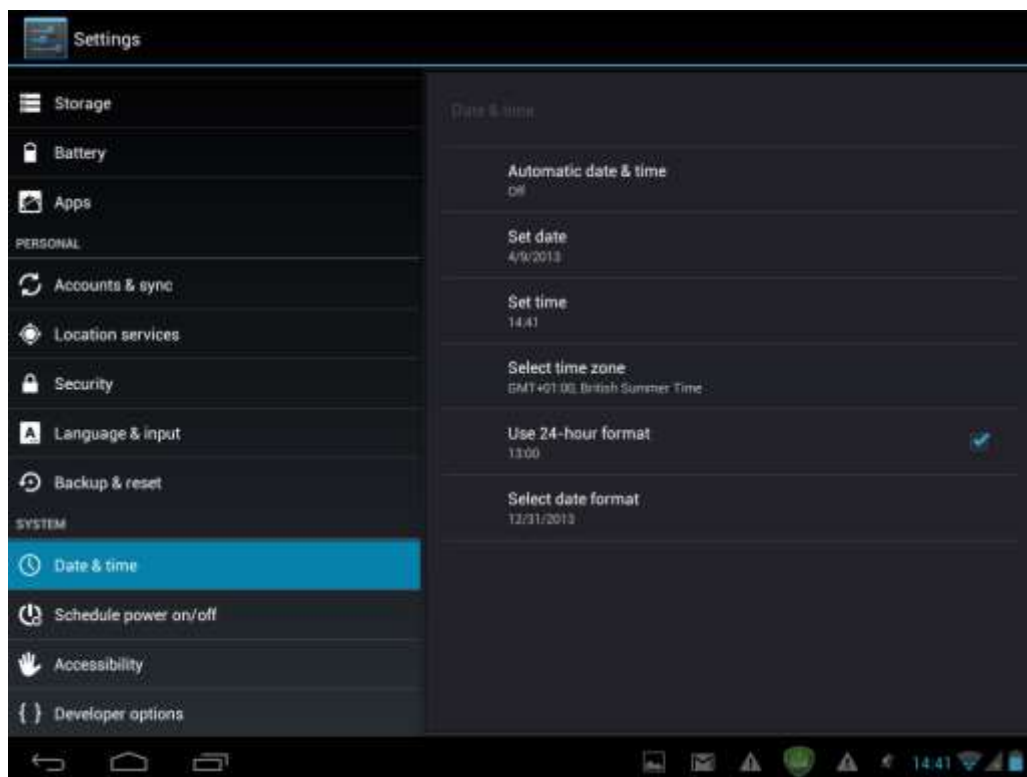 Settings
Storage
Battery
Apps
PERSONAL
Accounts & sync
Location services
Security
Language & input
Backup & reset
SYSTEM
Date & time
Schedule power on/off
Accessibility
{ } Developer options
Date & time
Automatic date & time
Off
Set date
4/9/2013
Set time
14:41
Select time zone
GMT+01:00, British Summer Time
Use 24-hour format
13:00
Select date format
12/31/2013
14:41